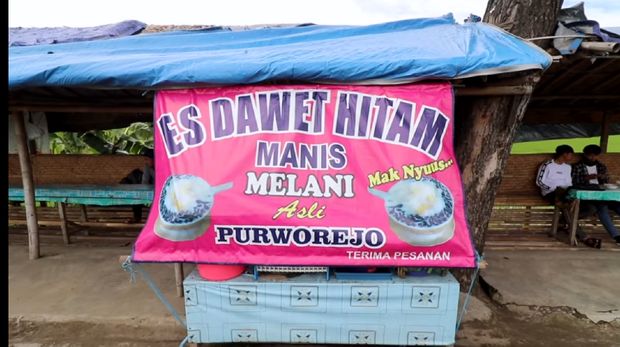 ES DAWET HITAM
MANIS
MELANI
Mak Nyuus...
Asli
PURWOREJO
TERIMA PESANAN